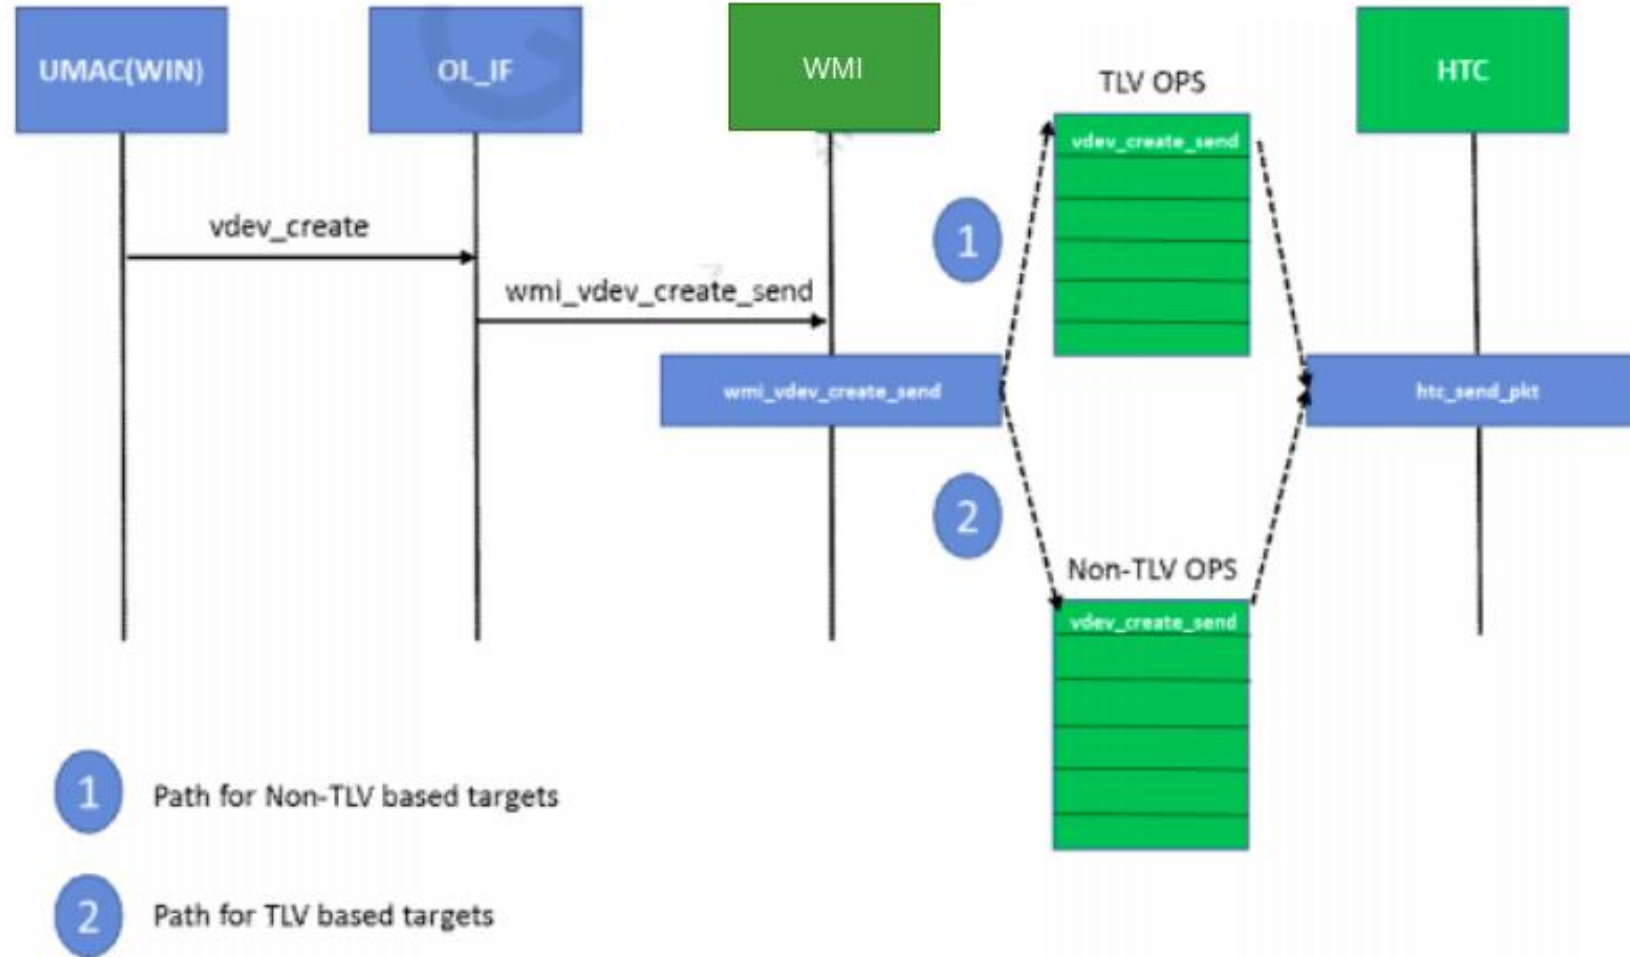 UMAC(WIN)
OL_IF
WMI
TLV OPS
HTC
vdev_create_send
vdev_create
1
wmi_vdev_create_send
wmi_vdev_create_send
htc_send_pkt
2
Non-TLV OPS
vdev_create_send
1 Path for Non-TLV based targets
2 Path for TLV based targets